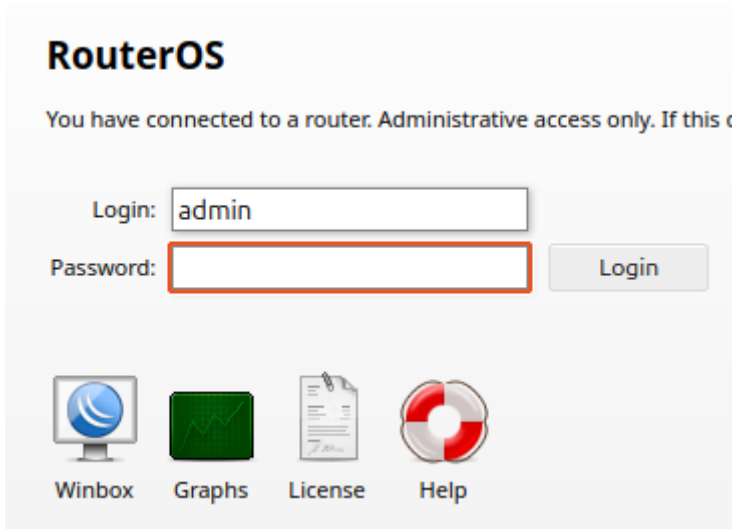 RouterOS
You have connected to a router. Administrative access only. If this
Login: admin
Password:
Login
Winbox Graphs License Help